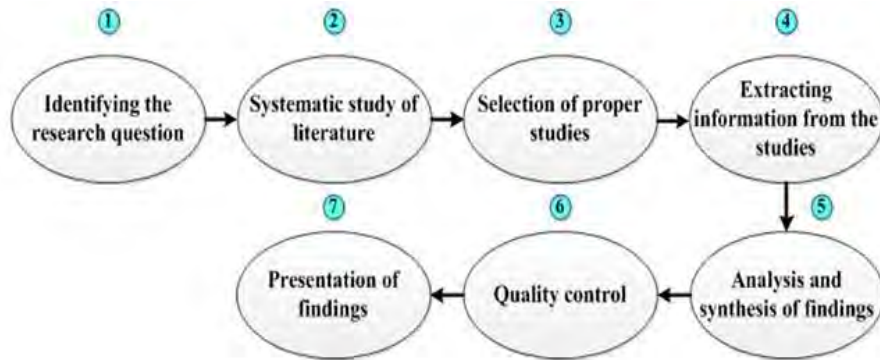 1
Identifying the
research question
2
Systematic study of
literature
3
Selection of proper
studies
4
Extracting
information from the
studies
5
Analysis and
synthesis of findings
6
Quality control
7
Presentation of
findings